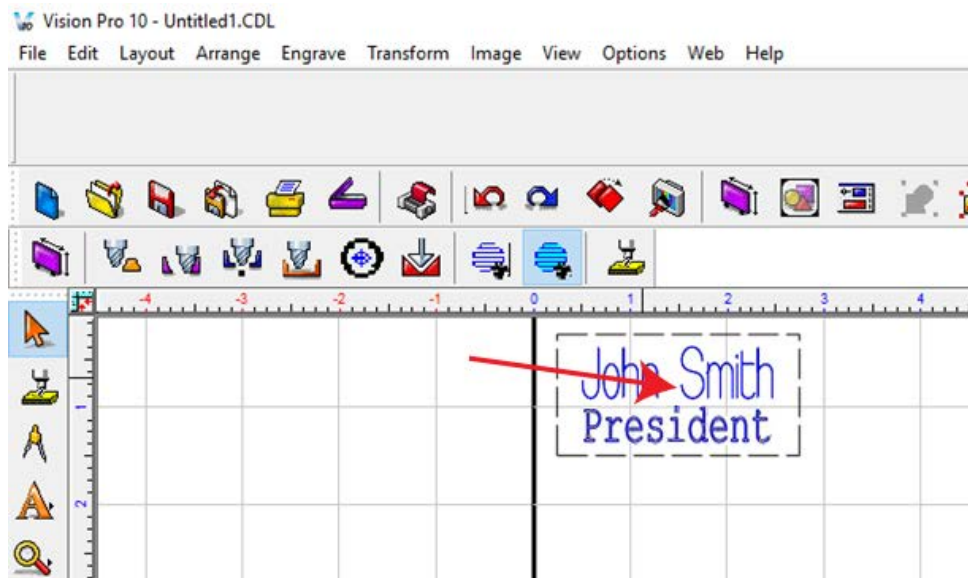 Vision Pro 10 - Untitled1.CDL
File Edit Layout Arrange Engrave Transform Image View Options Web Help
-4 -3 -2 -1 0 1 2 3 4
John Smith
1
President
2